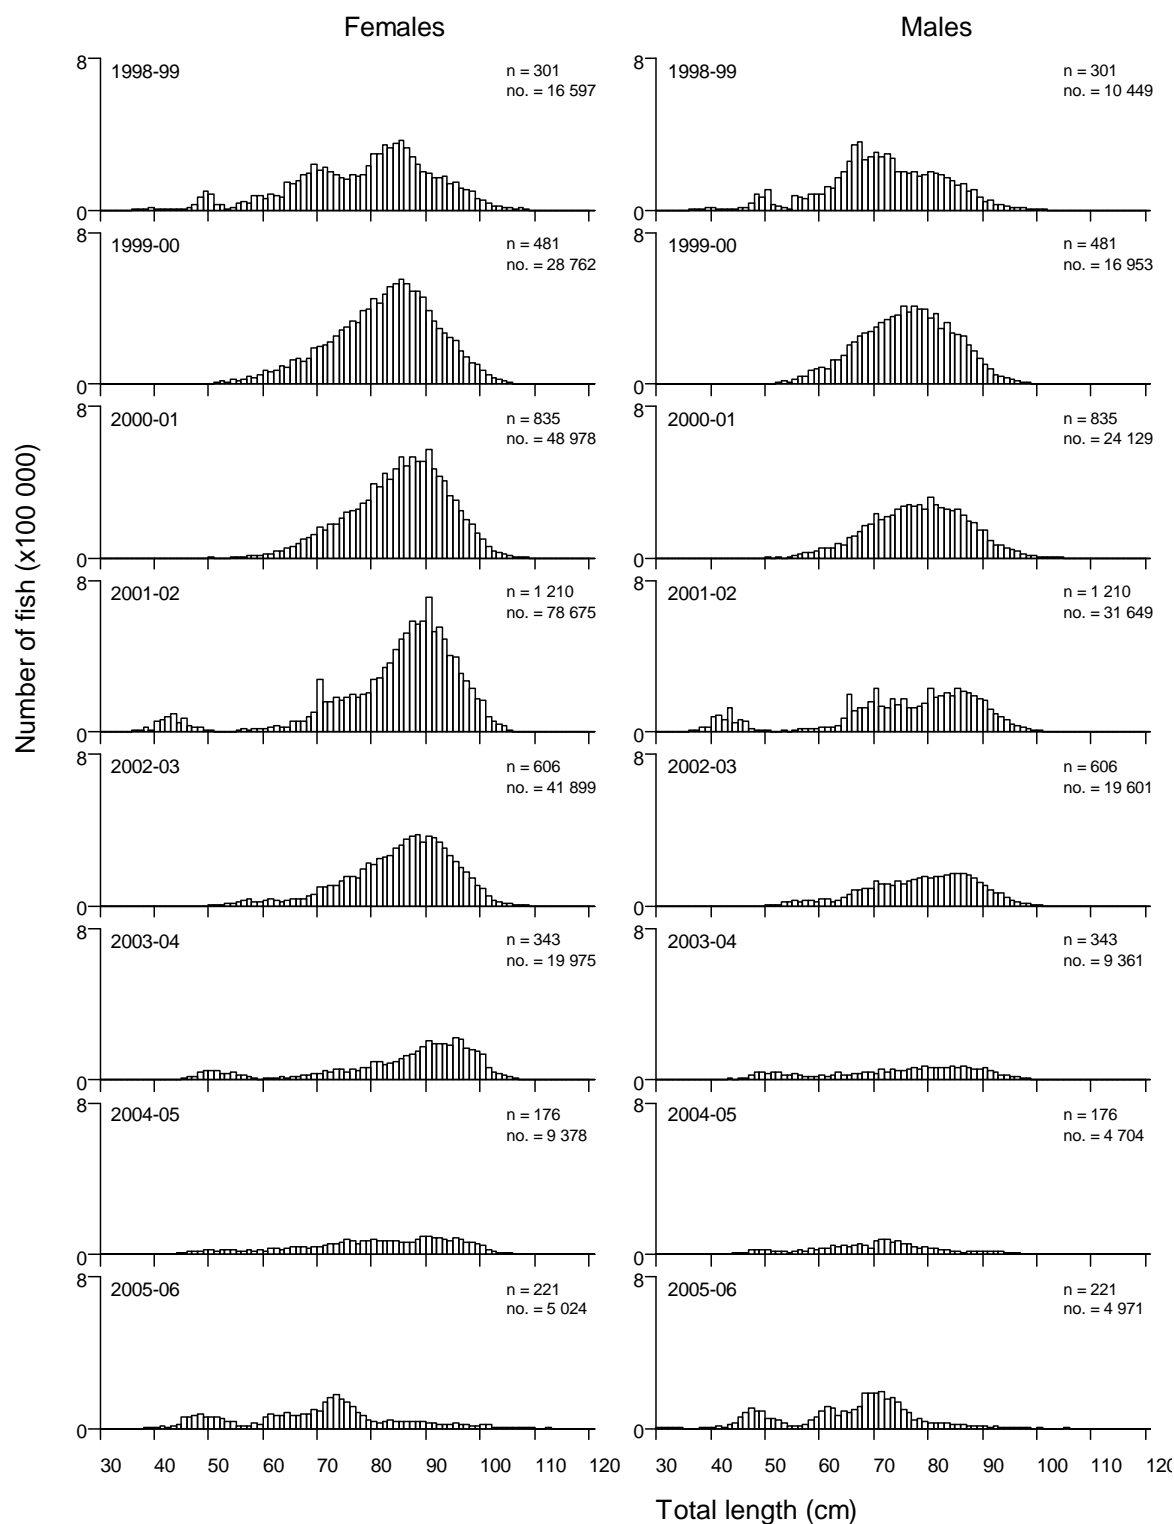 Females Males
8 1998-99 n = 301 no. = 16 597 0
1998-99 n = 301 no. = 10 449 0
8 1999-00 n = 481 no. = 28 762 0
8 1999-00 n = 481 no. = 16 953 0
8 2000-01 n = 835 no. = 48 978 0
8 2000-01 n = 835 no. = 24 129 0
8 2001-02 n = 1 210 no. = 78 675 0
8 2001-02 n = 1 210 no. = 31 649 0
8 2002-03 n = 606 no. = 41 899 0
8 2002-03 n = 606 no. = 19 601 0
8 2003-04 n = 343 no. = 19 975 0
8 2003-04 n = 343 no. = 9 361 0
8 2004-05 n = 176 no. = 9 378 0
8 2004-05 n = 176 no. = 4 704 0
8 2005-06 n = 221 no. = 5 024 0
8 2005-06 n = 221 no. = 4 971 0
Number of fish (x100 000)
30 40 50 60 70 80 90 100 120
30 40 50 60 70 80 90 100 110 120
Total length (cm)